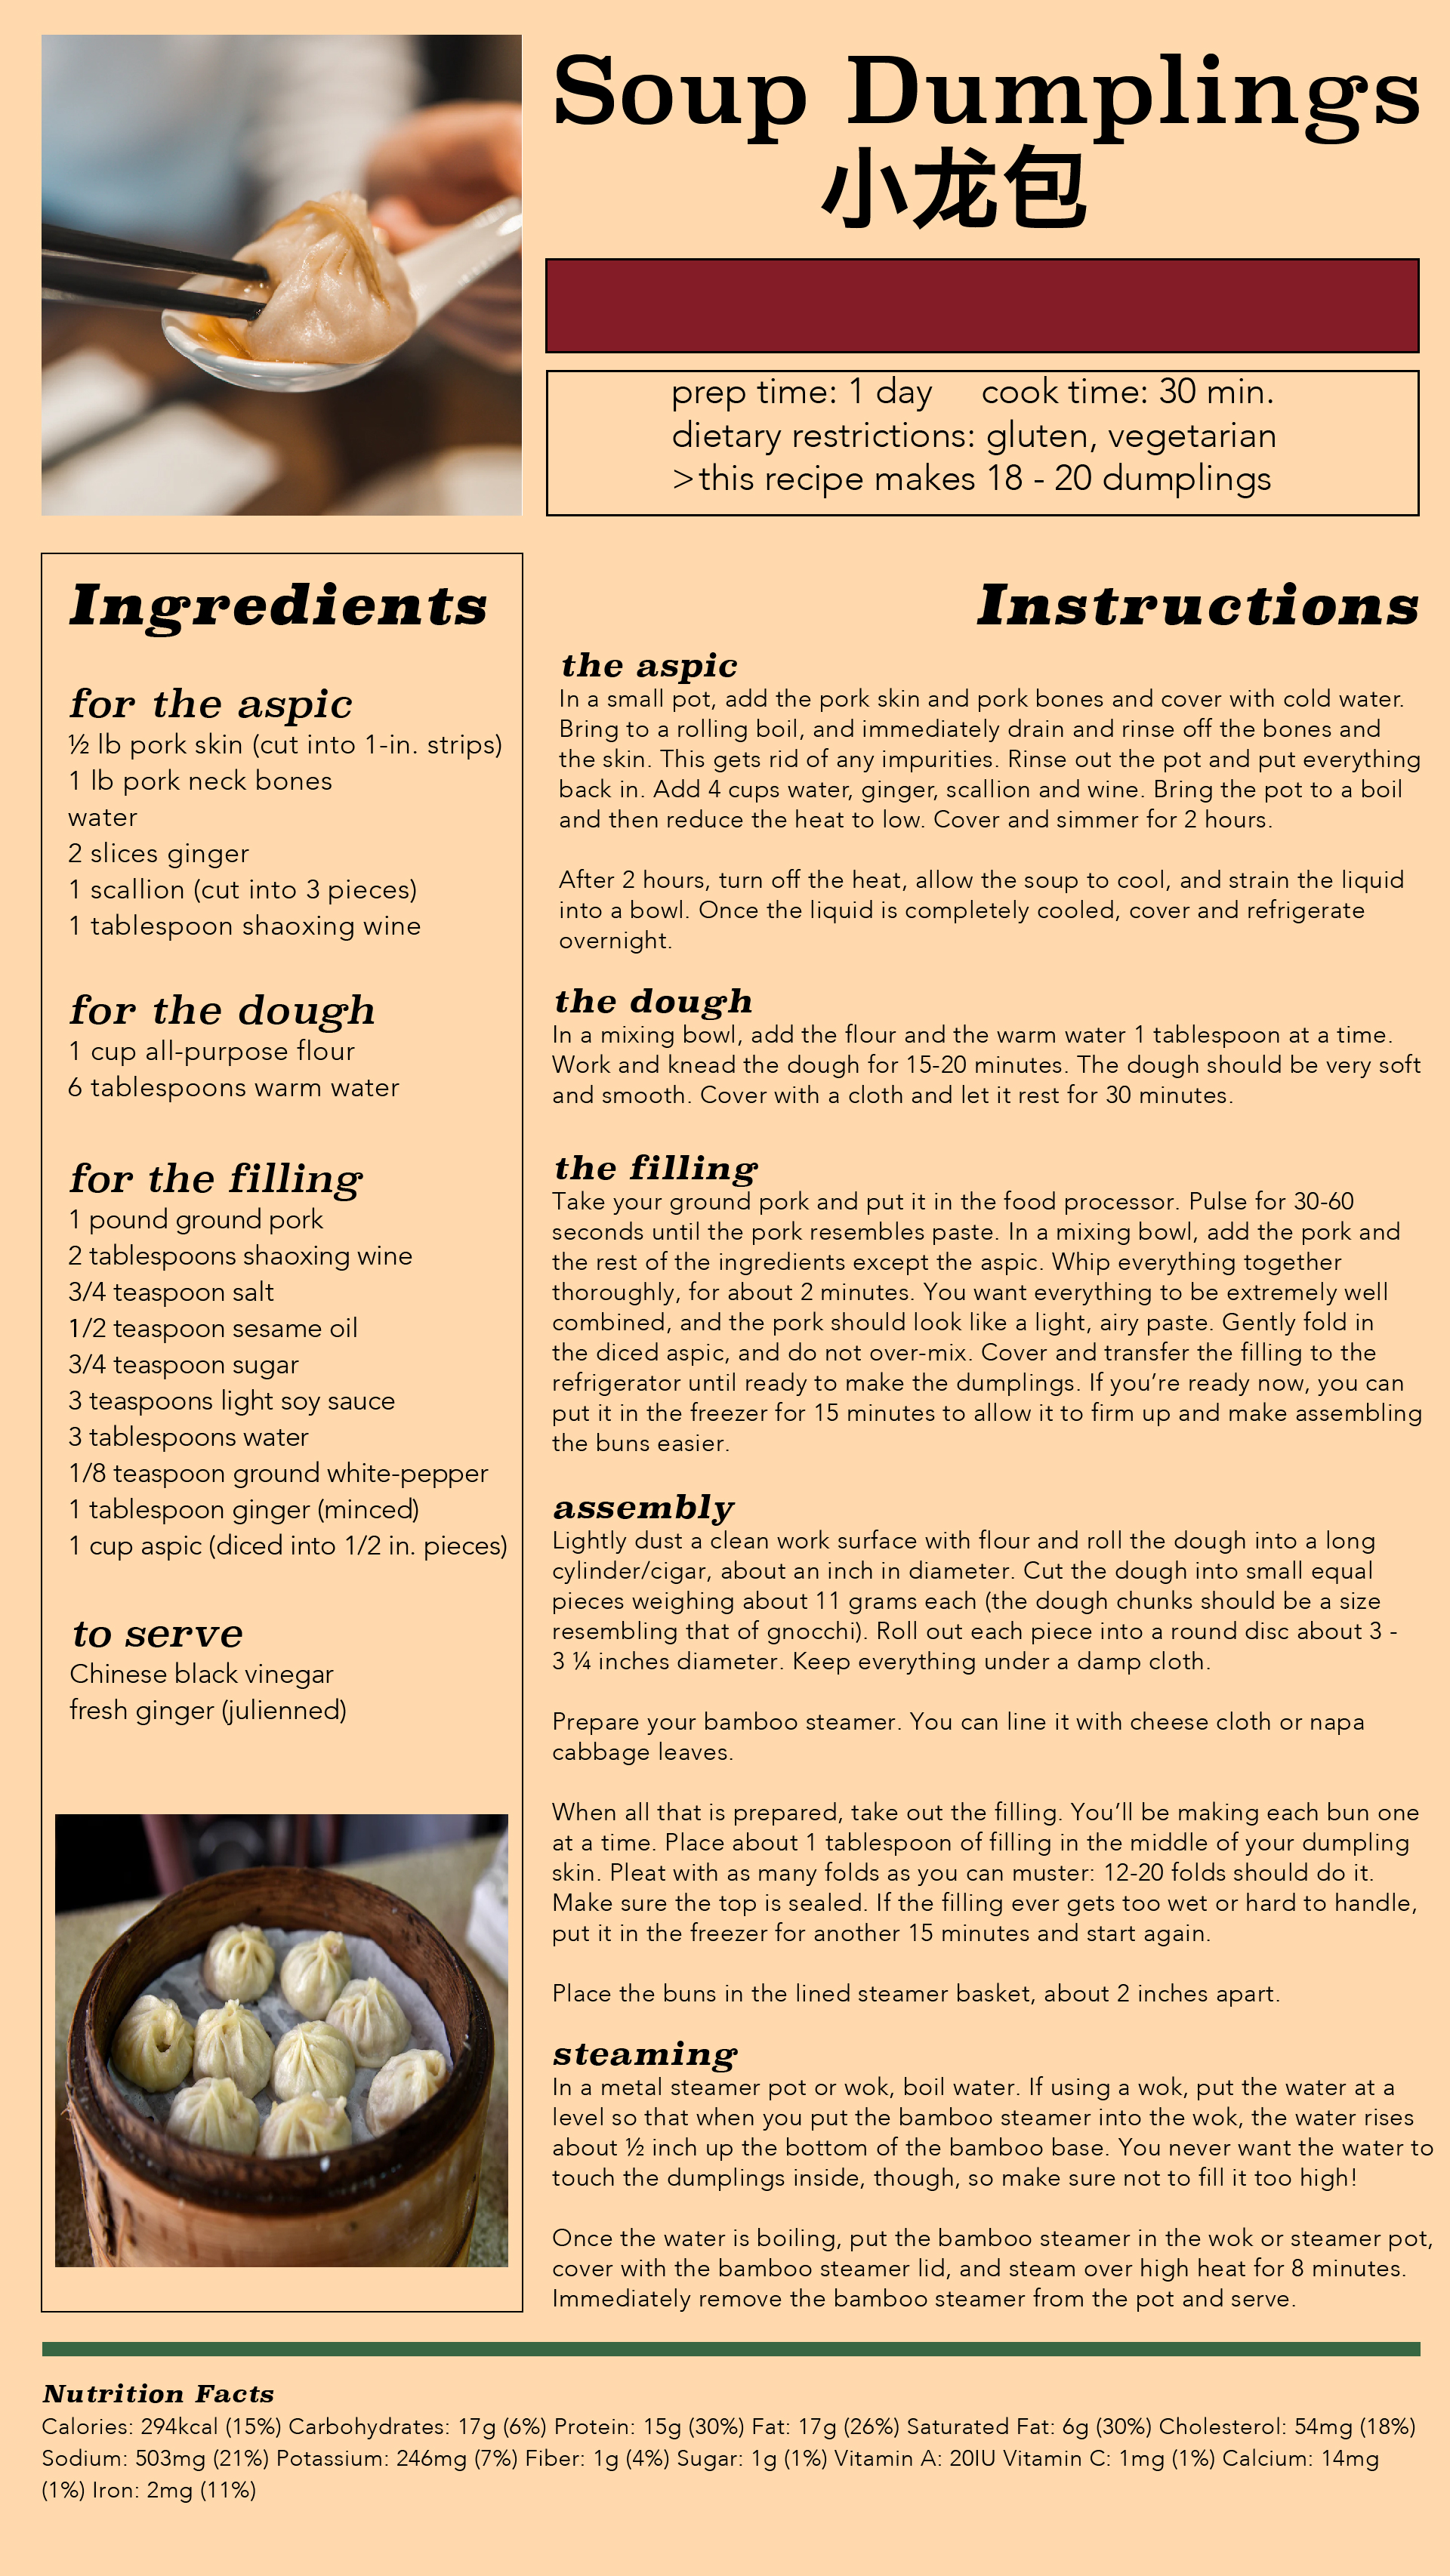 Soup Dumplings
小龙包
prep time: 1 day cook time: 30 min.
dietary restrictions: gluten, vegetarian
>this recipe makes 18 - 20 dumplings
Ingredients
for the aspic
½ lb pork skin (cut into 1-in. strips)
1 lb pork neck bones
water
2 slices ginger
1 scallion (cut into 3 pieces)
1 tablespoon shaoxing wine
for the dough
1 cup all-purpose flour
6 tablespoons warm water
for the filling
1 pound ground pork
2 tablespoons shaoxing wine
3/4 teaspoon salt
1/2 teaspoon sesame oil
3/4 teaspoon sugar
3 teaspoons light soy sauce
3 tablespoons water
1/8 teaspoon ground white-pepper
1 tablespoon ginger (minced)
1 cup aspic (diced into 1/2 in. pieces)
to serve
Chinese black vinegar
fresh ginger (julienned)
Instructions
the aspic
In a small pot, add the pork skin and pork bones and cover with cold water.
Bring to a rolling boil, and immediately drain and rinse off the bones and
the skin. This gets rid of any impurities. Rinse out the pot and put everything
back in. Add 4 cups water, ginger, scallion and wine. Bring the pot to a boil
and then reduce the heat to low. Cover and simmer for 2 hours.
After 2 hours, turn off the heat, allow the soup to cool, and strain the liquid
into a bowl. Once the liquid is completely cooled, cover and refrigerate
overnight.
the dough
In a mixing bowl, add the flour and the warm water 1 tablespoon at a time.
Work and knead the dough for 15-20 minutes. The dough should be very soft
and smooth. Cover with a cloth and let it rest for 30 minutes.
the filling
Take your ground pork and put it in the food processor. Pulse for 30-60
seconds until the pork resembles paste. In a mixing bowl, add the pork and
the rest of the ingredients except the aspic. Whip everything together
thoroughly, for about 2 minutes. You want everything to be extremely well
combined, and the pork should look like a light, airy paste. Gently fold in
the diced aspic, and do not over-mix. Cover and transfer the filling to the
refrigerator until ready to make the dumplings. If you’re ready now, you can
put it in the freezer for 15 minutes to allow it to firm up and make assembling
the buns easier.
assembly
Lightly dust a clean work surface with flour and roll the dough into a long
cylinder/cigar, about an inch in diameter. Cut the dough into small equal
pieces weighing about 11 grams each (the dough chunks should be a size
resembling that of gnocchi). Roll out each piece into a round disc about 3 -
3 ¼ inches diameter. Keep everything under a damp cloth.
Prepare your bamboo steamer. You can line it with cheese cloth or napa
cabbage leaves.
When all that is prepared, take out the filling. You’ll be making each bun one
at a time. Place about 1 tablespoon of filling in the middle of your dumpling
skin. Pleat with as many folds as you can muster: 12-20 folds should do it.
Make sure the top is sealed. If the filling ever gets too wet or hard to handle,
put it in the freezer for another 15 minutes and start again.
Place the buns in the lined steamer basket, about 2 inches apart.
steaming
In a metal steamer pot or wok, boil water. If using a wok, put the water at a
level so that when you put the bamboo steamer into the wok, the water rises
about ½ inch up the bottom of the bamboo base. You never want the water to
touch the dumplings inside, though, so make sure not to fill it too high!
Once the water is boiling, put the bamboo steamer in the wok or steamer pot,
cover with the bamboo steamer lid, and steam over high heat for 8 minutes.
Immediately remove the bamboo steamer from the pot and serve.
Nutrition Facts
Calories: 294kcal (15%) Carbohydrates: 17g (6%) Protein: 15g (30%) Fat: 17g (26%) Saturated Fat: 6g (30%) Cholesterol: 54mg (18%)
Sodium: 503mg (21%) Potassium: 246mg (7%) Fiber: 1g (4%) Sugar: 1g (1%) Vitamin A: 20IU Vitamin C: 1mg (1%) Calcium: 14mg
(1%) Iron: 2mg (11%)